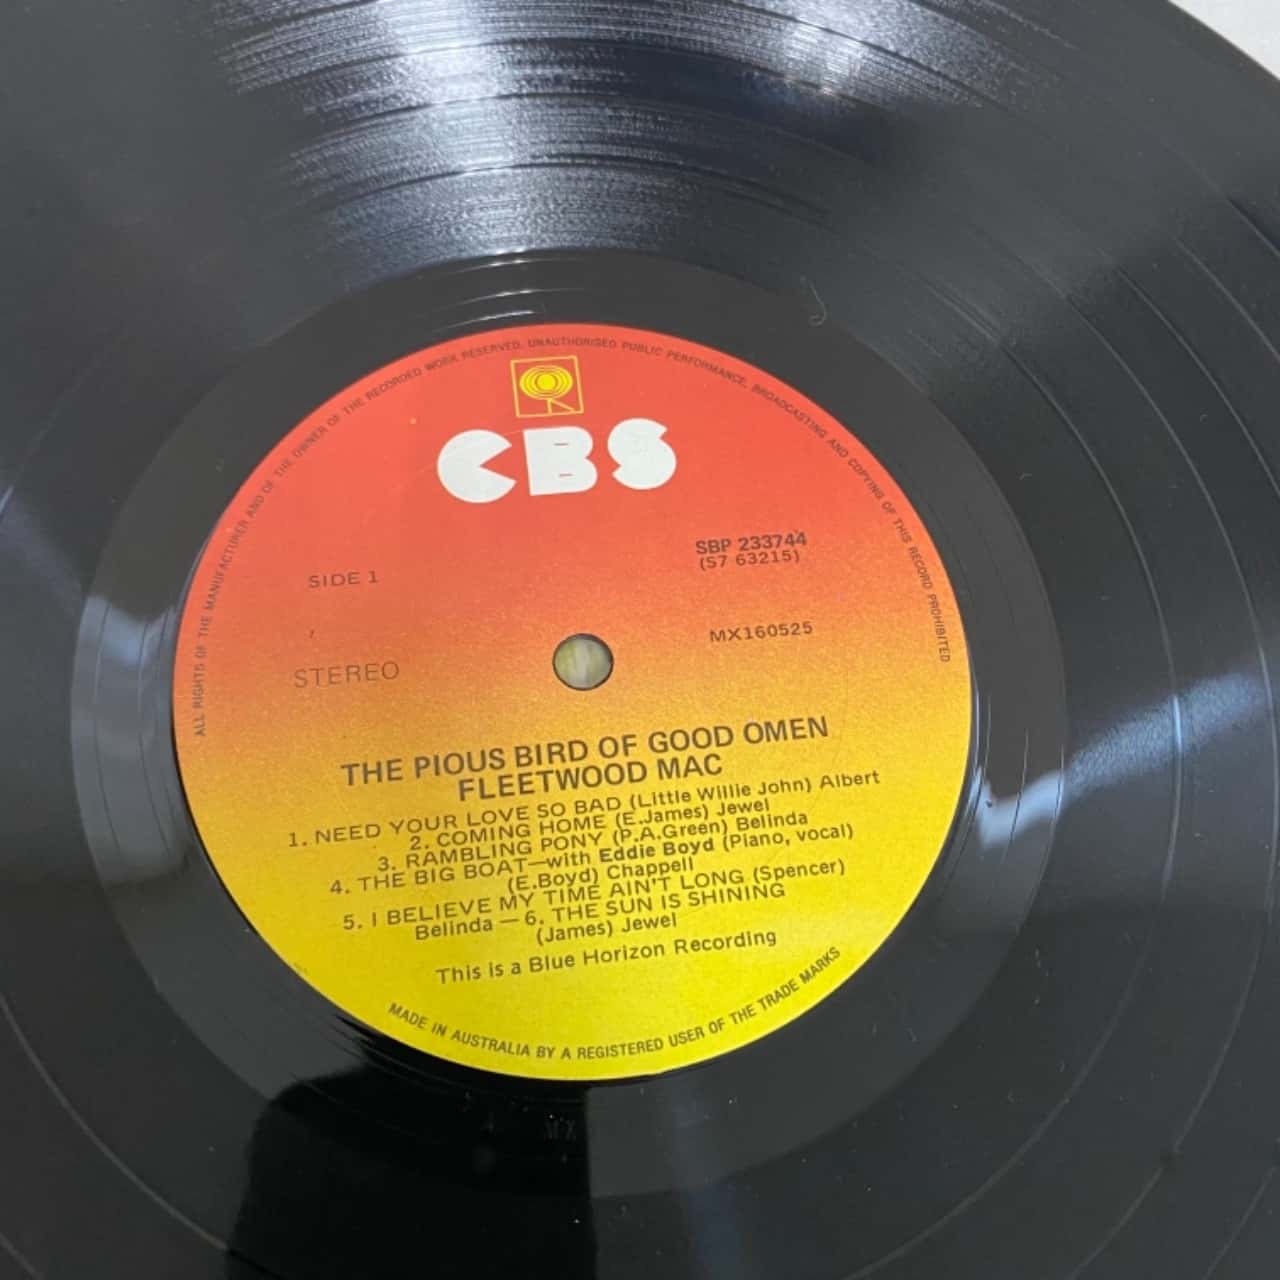 ALL RIGHTS OF THE MANUFACTURER AND OF THE OWNER OF THE RECORDED WORK RESERVED. UNAUTHORISED PUBLIC PERFORMANCE, BROADCASTING AND COPYING OF THIS RECORD PROHIBITED
CBS
SBP 233744
(S7 63215)
SIDE 1
MX160525
STEREO
THE PIOUS BIRD OF GOOD OMEN
FLEETWOOD MAC
1. NEED YOUR LOVE SO BAD (Little Willie John) Albert
2. COMING HOME (E.James) Jewel
3. RAMBLING PONY (P.A.Green) Belinda
4. THE BIG BOAT—with Eddie Boyd (Piano, vocal)
(E.Boyd) Chappell
5. I BELIEVE MY TIME AIN'T LONG (Spencer)
Belinda — 6. THE SUN IS SHINING
(James) Jewel
This is a Blue Horizon Recording
MADE IN AUSTRALIA BY A REGISTERED USER OF THE TRADE MARKS